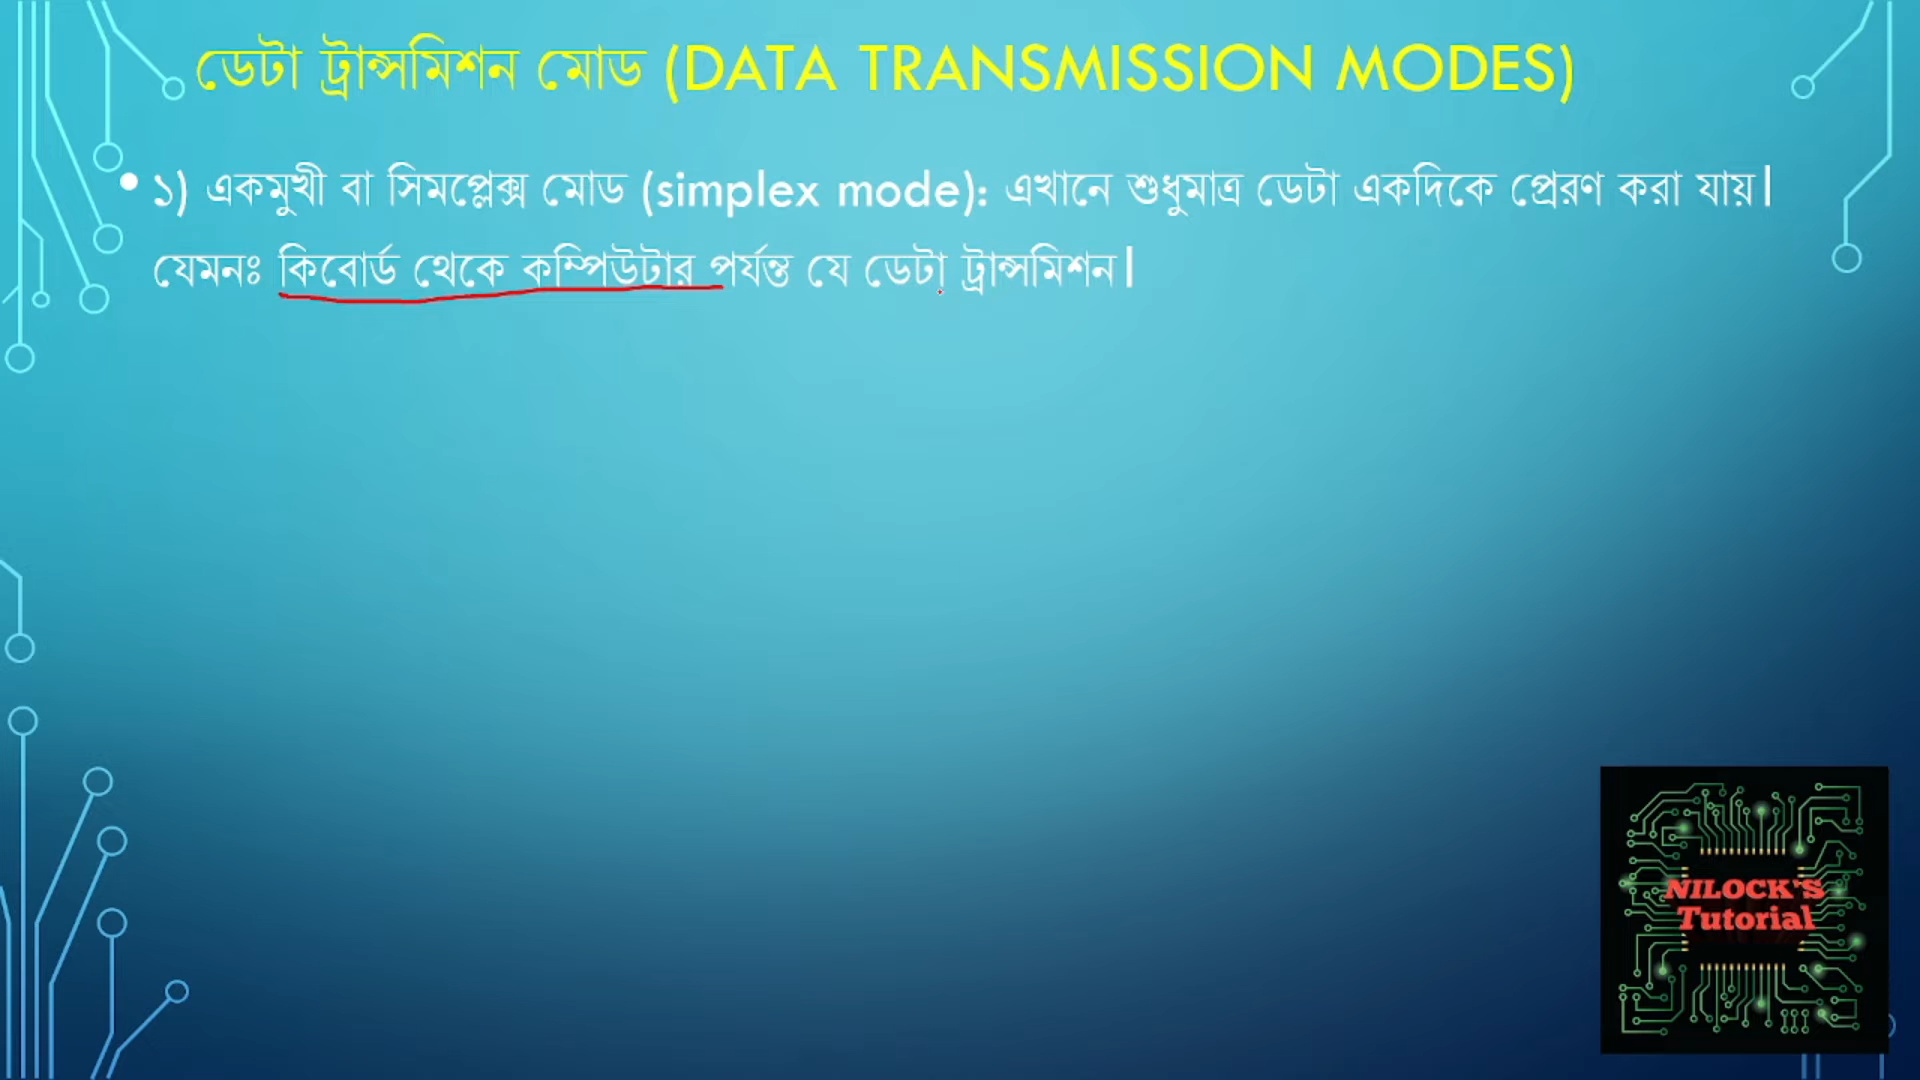 ডেটা ট্রান্সমিশন মোড (DATA TRANSMISSION MODES)
• ১) একমুখী বা সিমপ্লেক্স মোড (simplex mode): এখানে শুধুমাত্র ডেটা একদিকে প্রেরণ করা যায়।
যেমনঃ কিবোর্ড থেকে কম্পিউটার পর্যন্ত যে ডেটা ট্রান্সমিশন।
NILOCK'S
Tutorial